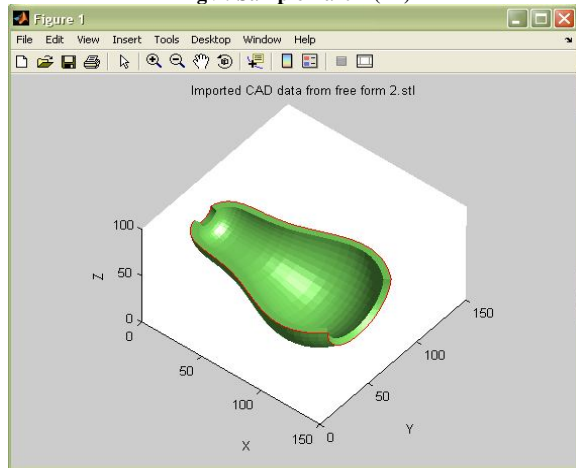 Figure 1
File Edit View Insert Tools Desktop Window Help
Imported CAD data from free form 2.stl
100
50
0
Z
0
50
100
150
X
0
50
100
150
Y